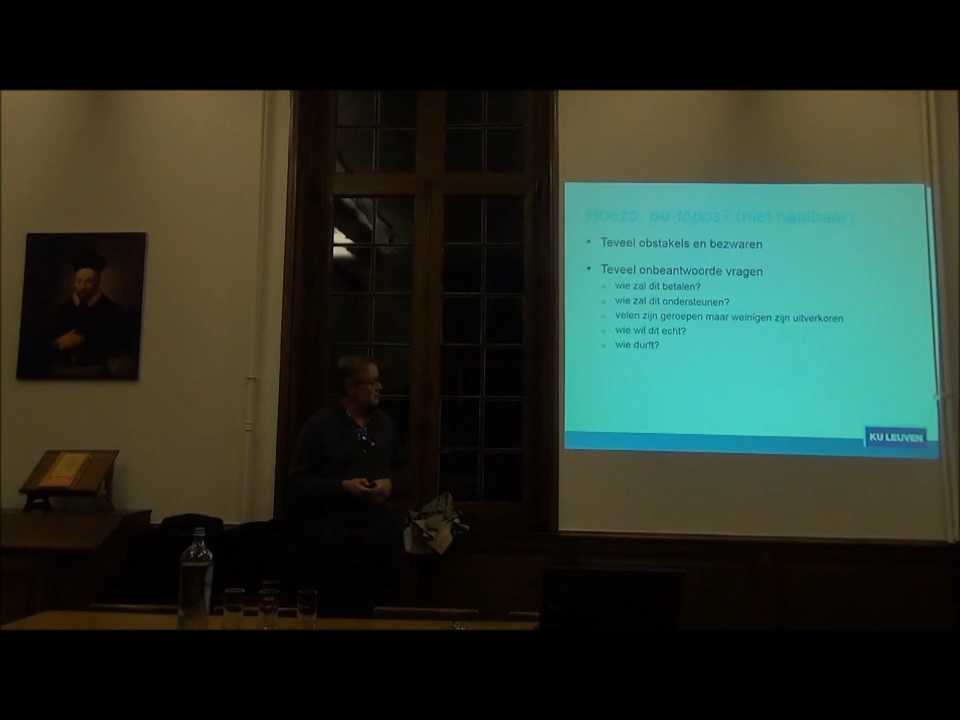 Hoezo, ou-topos? (niet haalbaar)
• Teveel obstakels en bezwaren
• Teveel onbeantwoorde vragen
wie zal dit betalen?
wie zal dit ondersteunen?
velen zijn geroepen maar weinigen zijn uitverkoren
wie wil dit echt?
wie durft?
KU LEUVEN